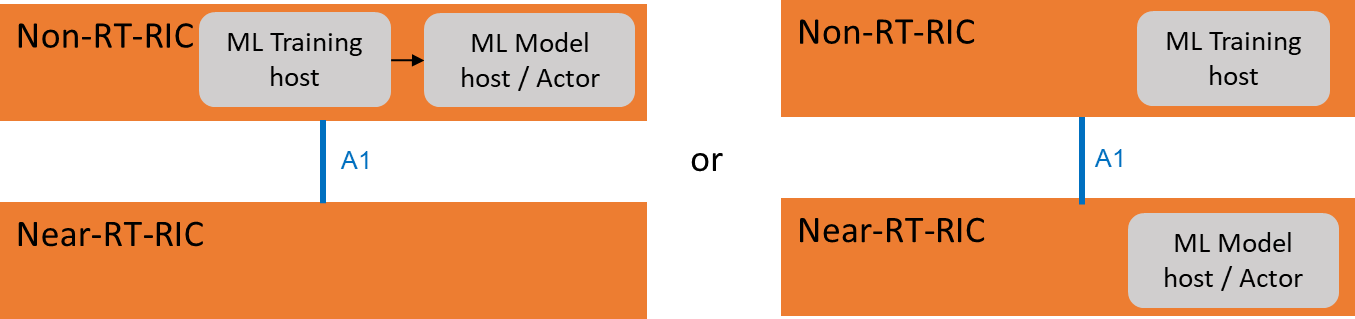 Non-RT-RIC
ML Training
host
ML Model
host / Actor
A1
Near-RT-RIC
or
Non-RT-RIC
ML Training
host
A1
Near-RT-RIC
ML Model
host / Actor